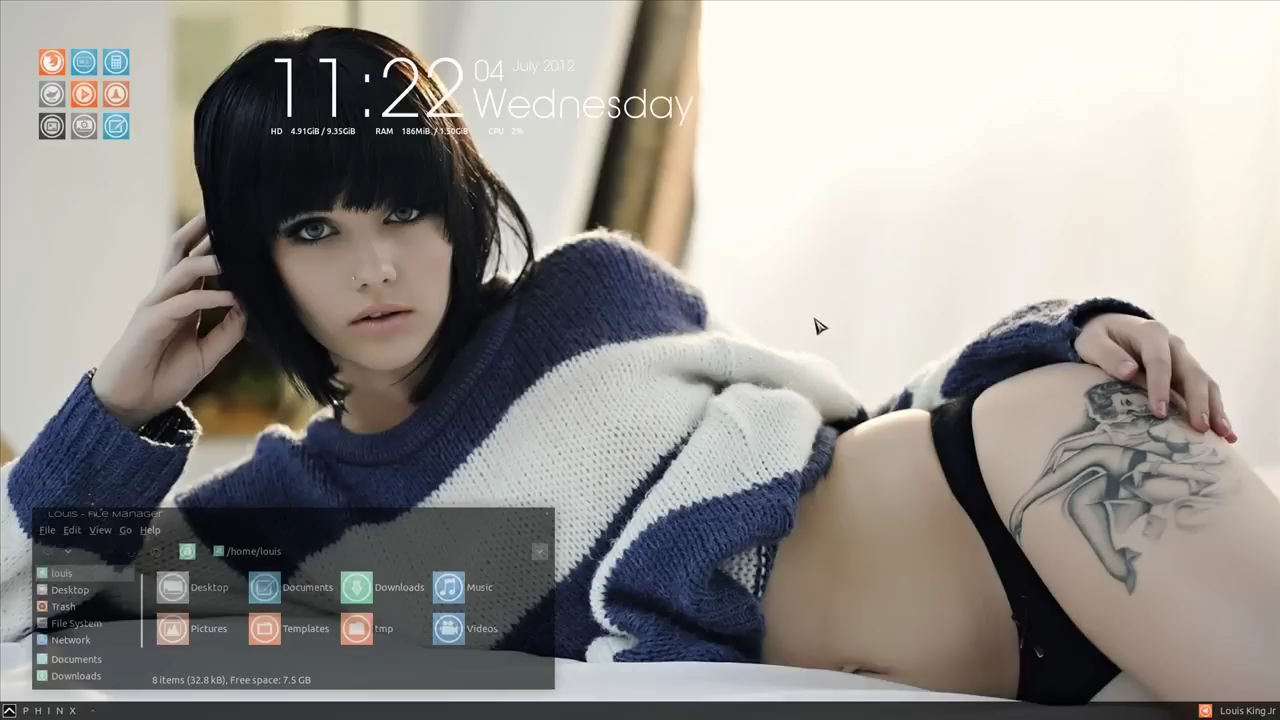 11:22
04 July 2012
Wednesday
HD 4.91GiB / 9.35GiB RAM 186MiB / 1.50GiB CPU 2%
Louis - File Manager
File Edit View Go Help
/home/louis
louis
Desktop
Trash
File System
Network
Documents
Downloads
Desktop Documents Downloads Music
Pictures Templates tmp Videos
8 items (32.8 kB), Free space: 7.5 GB
PHINX -
Louis King Jr